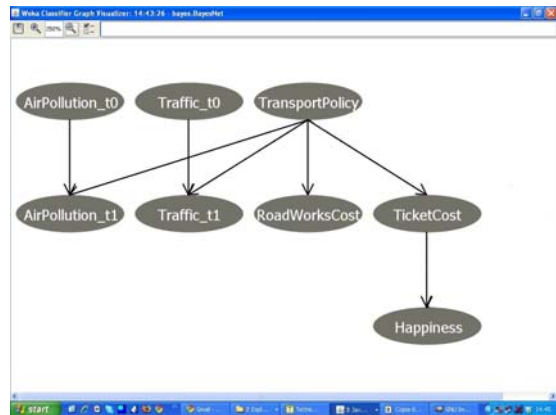 Weka Classifier Graph Visualizer: 14:43:26 - bayes.BayesNet
AirPollution_t0 Traffic_t0 TransportPolicy
AirPollution_t1 Traffic_t1 RoadWorksCost TicketCost
Happiness
start